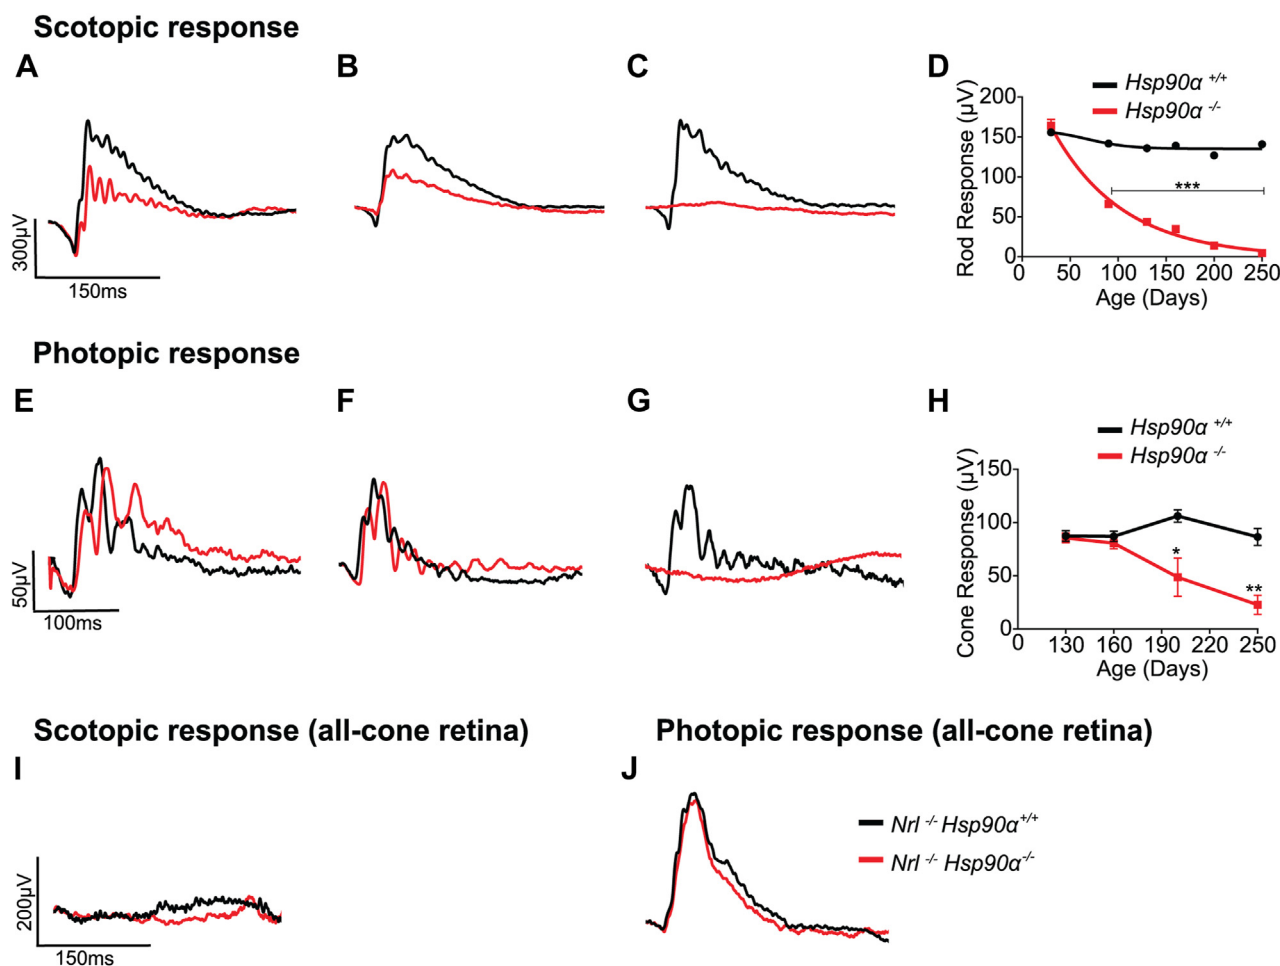 Scotopic response
A
B
C
D
Hsp90α +/+
Hsp90α -/-
Rod Response (µV)
200
150
100
50
0
***
0 50 100 150 200 250
Age (Days)
300µV
150ms
Photopic response
E
F
G
H
Hsp90α +/+
Hsp90α -/-
Cone Response (µV)
150
100
50
0
*
**
0 130 160 190 220 250
Age (Days)
50µV
100ms
Scotopic response (all-cone retina)
Photopic response (all-cone retina)
I
J
Nrl -/- Hsp90α+/+
Nrl -/- Hsp90α-/-
200µV
150ms